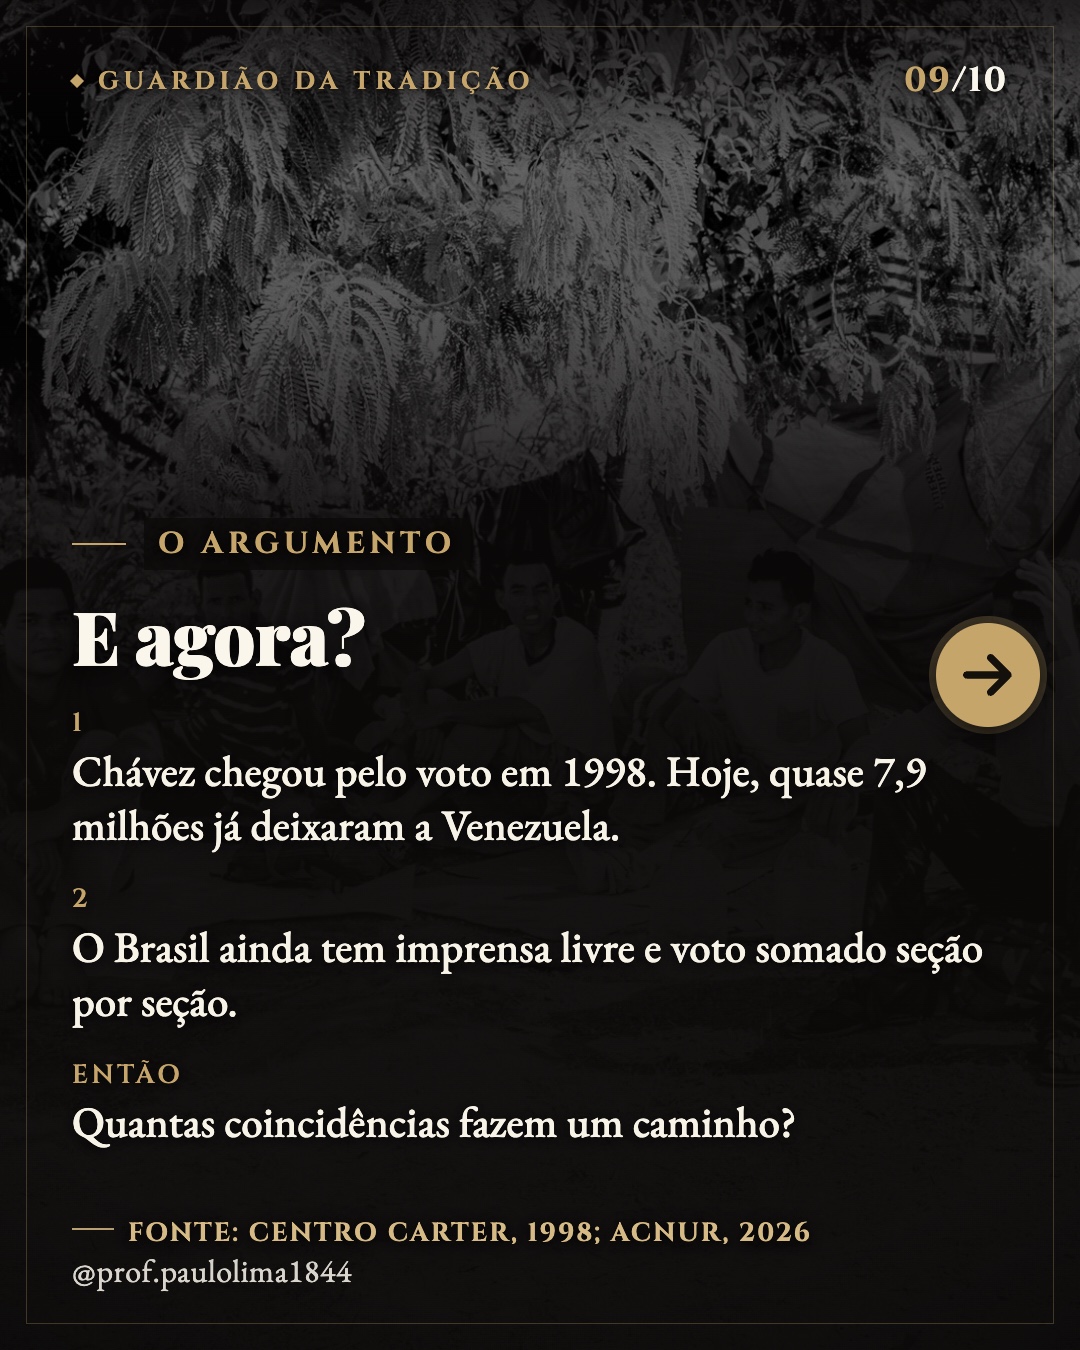 GUARDIÃO DA TRADIÇÃO
09/10
O ARGUMENTO
E agora?
1
Chávez chegou pelo voto em 1998. Hoje, quase 7,9
milhões já deixaram a Venezuela.
2
O Brasil ainda tem imprensa livre e voto somado seção
por seção.
ENTÃO
Quantas coincidências fazem um caminho?
FONTE: CENTRO CARTER, 1998; ACNUR, 2026
@prof.paulolima1844